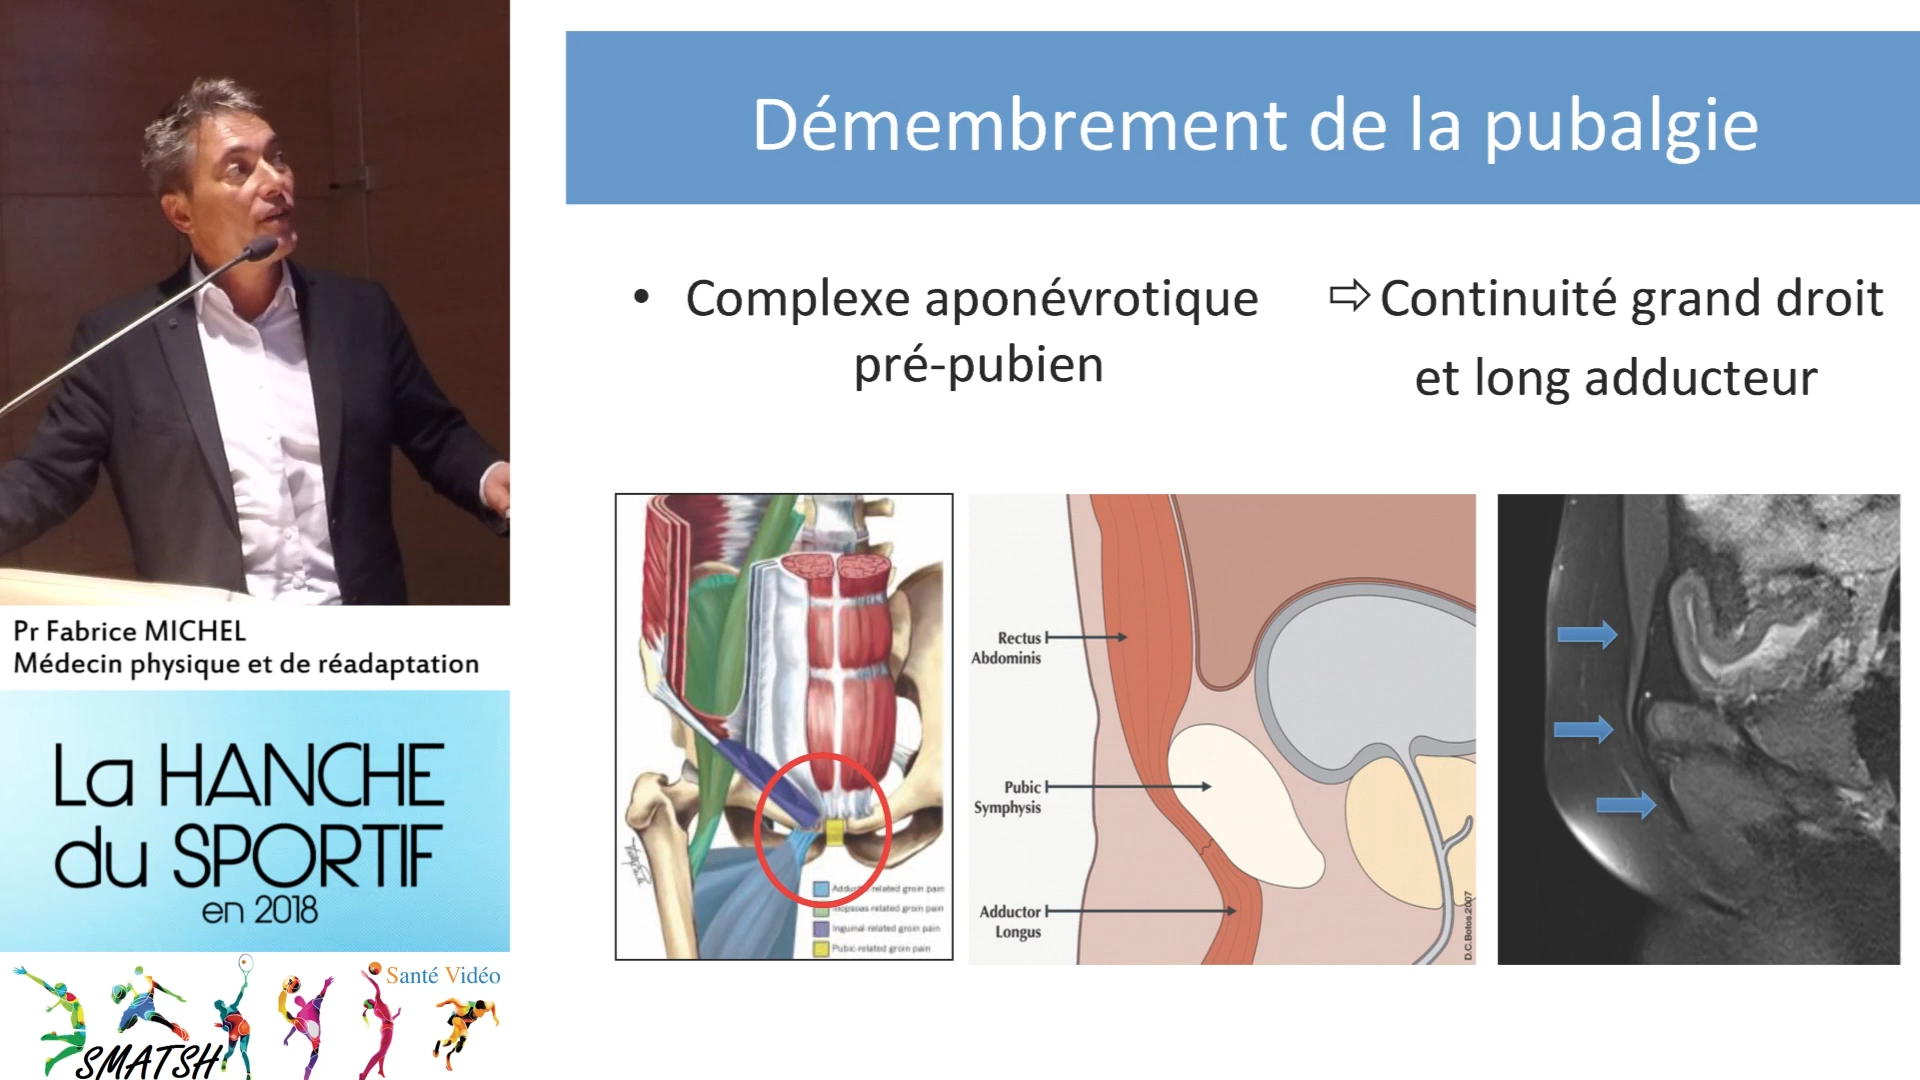 Démembrement de la pubalgie
• Complexe aponévrotique
pré-pubien
⇨ Continuité grand droit
et long adducteur
Adductor-related groin pain
Iliopsoas related groin pain
Inguinal-related groin pain
Pubic-related groin pain
Rectus
Abdominis
Pubic
Symphysis
Adductor
Longus
D.C.Botos.2007
Pr Fabrice MICHEL
Médecin physique et de réadaptation
La HANCHE
du SPORTIF
en 2018
Santé Vidéo
SMATSH